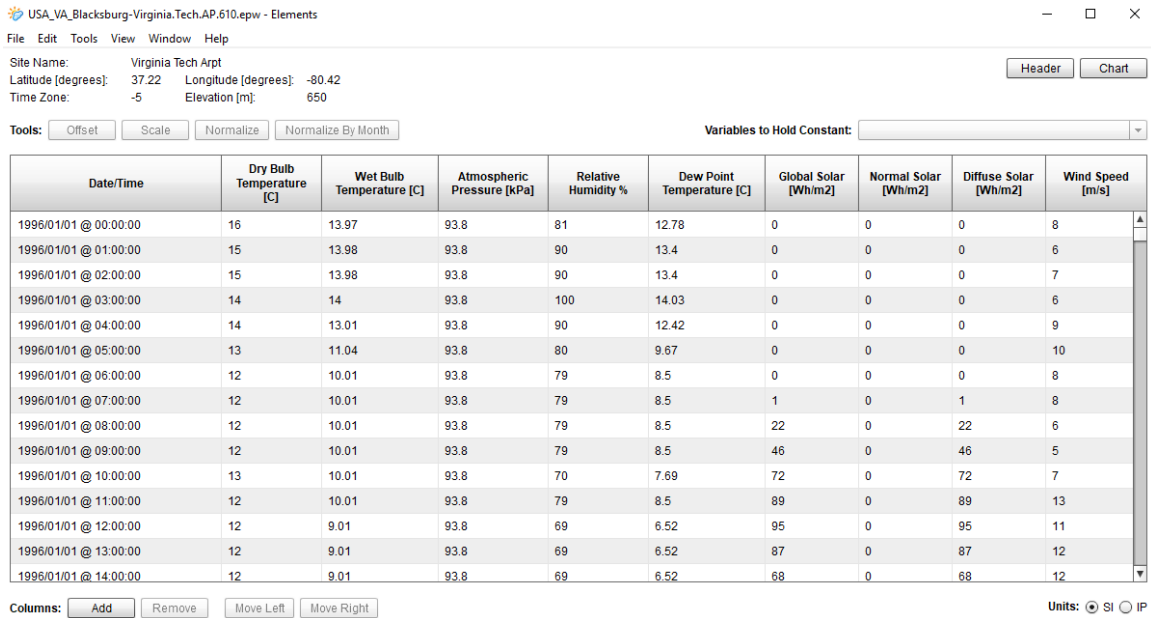 USA_VA_Blacksburg-Virginia.Tech.AP.610.epw - Elements
File Edit Tools View Window Help
Site Name: Virginia Tech Arpt
Latitude [degrees]: 37.22 Longitude [degrees]: -80.42
Time Zone: -5 Elevation [m]: 650
Header Chart
Tools: Offset Scale Normalize Normalize By Month Variables to Hold Constant:
Date/Time Dry Bulb Temperature [C] Wet Bulb Temperature [C] Atmospheric Pressure [kPa] Relative Humidity % Dew Point Temperature [C] Global Solar [Wh/m2] Normal Solar [Wh/m2] Diffuse Solar [Wh/m2] Wind Speed [m/s]
1996/01/01 @ 00:00:00 16 13.97 93.8 81 12.78 0 0 0 8
1996/01/01 @ 01:00:00 15 13.98 93.8 90 13.4 0 0 0 6
1996/01/01 @ 02:00:00 15 13.98 93.8 90 13.4 0 0 0 7
1996/01/01 @ 03:00:00 14 14 93.8 100 14.03 0 0 0 6
1996/01/01 @ 04:00:00 14 13.01 93.8 90 12.42 0 0 0 9
1996/01/01 @ 05:00:00 13 11.04 93.8 80 9.67 0 0 0 10
1996/01/01 @ 06:00:00 12 10.01 93.8 79 8.5 0 0 0 8
1996/01/01 @ 07:00:00 12 10.01 93.8 79 8.5 1 0 1 8
1996/01/01 @ 08:00:00 12 10.01 93.8 79 8.5 22 0 22 6
1996/01/01 @ 09:00:00 12 10.01 93.8 79 8.5 46 0 46 5
1996/01/01 @ 10:00:00 13 10.01 93.8 70 7.69 72 0 72 7
1996/01/01 @ 11:00:00 12 10.01 93.8 79 8.5 89 0 89 13
1996/01/01 @ 12:00:00 12 9.01 93.8 69 6.52 95 0 95 11
1996/01/01 @ 13:00:00 12 9.01 93.8 69 6.52 87 0 87 12
1996/01/01 @ 14:00:00 12 9.01 93.8 69 6.52 68 0 68 12
Columns: Add Remove Move Left Move Right Units: SI IP